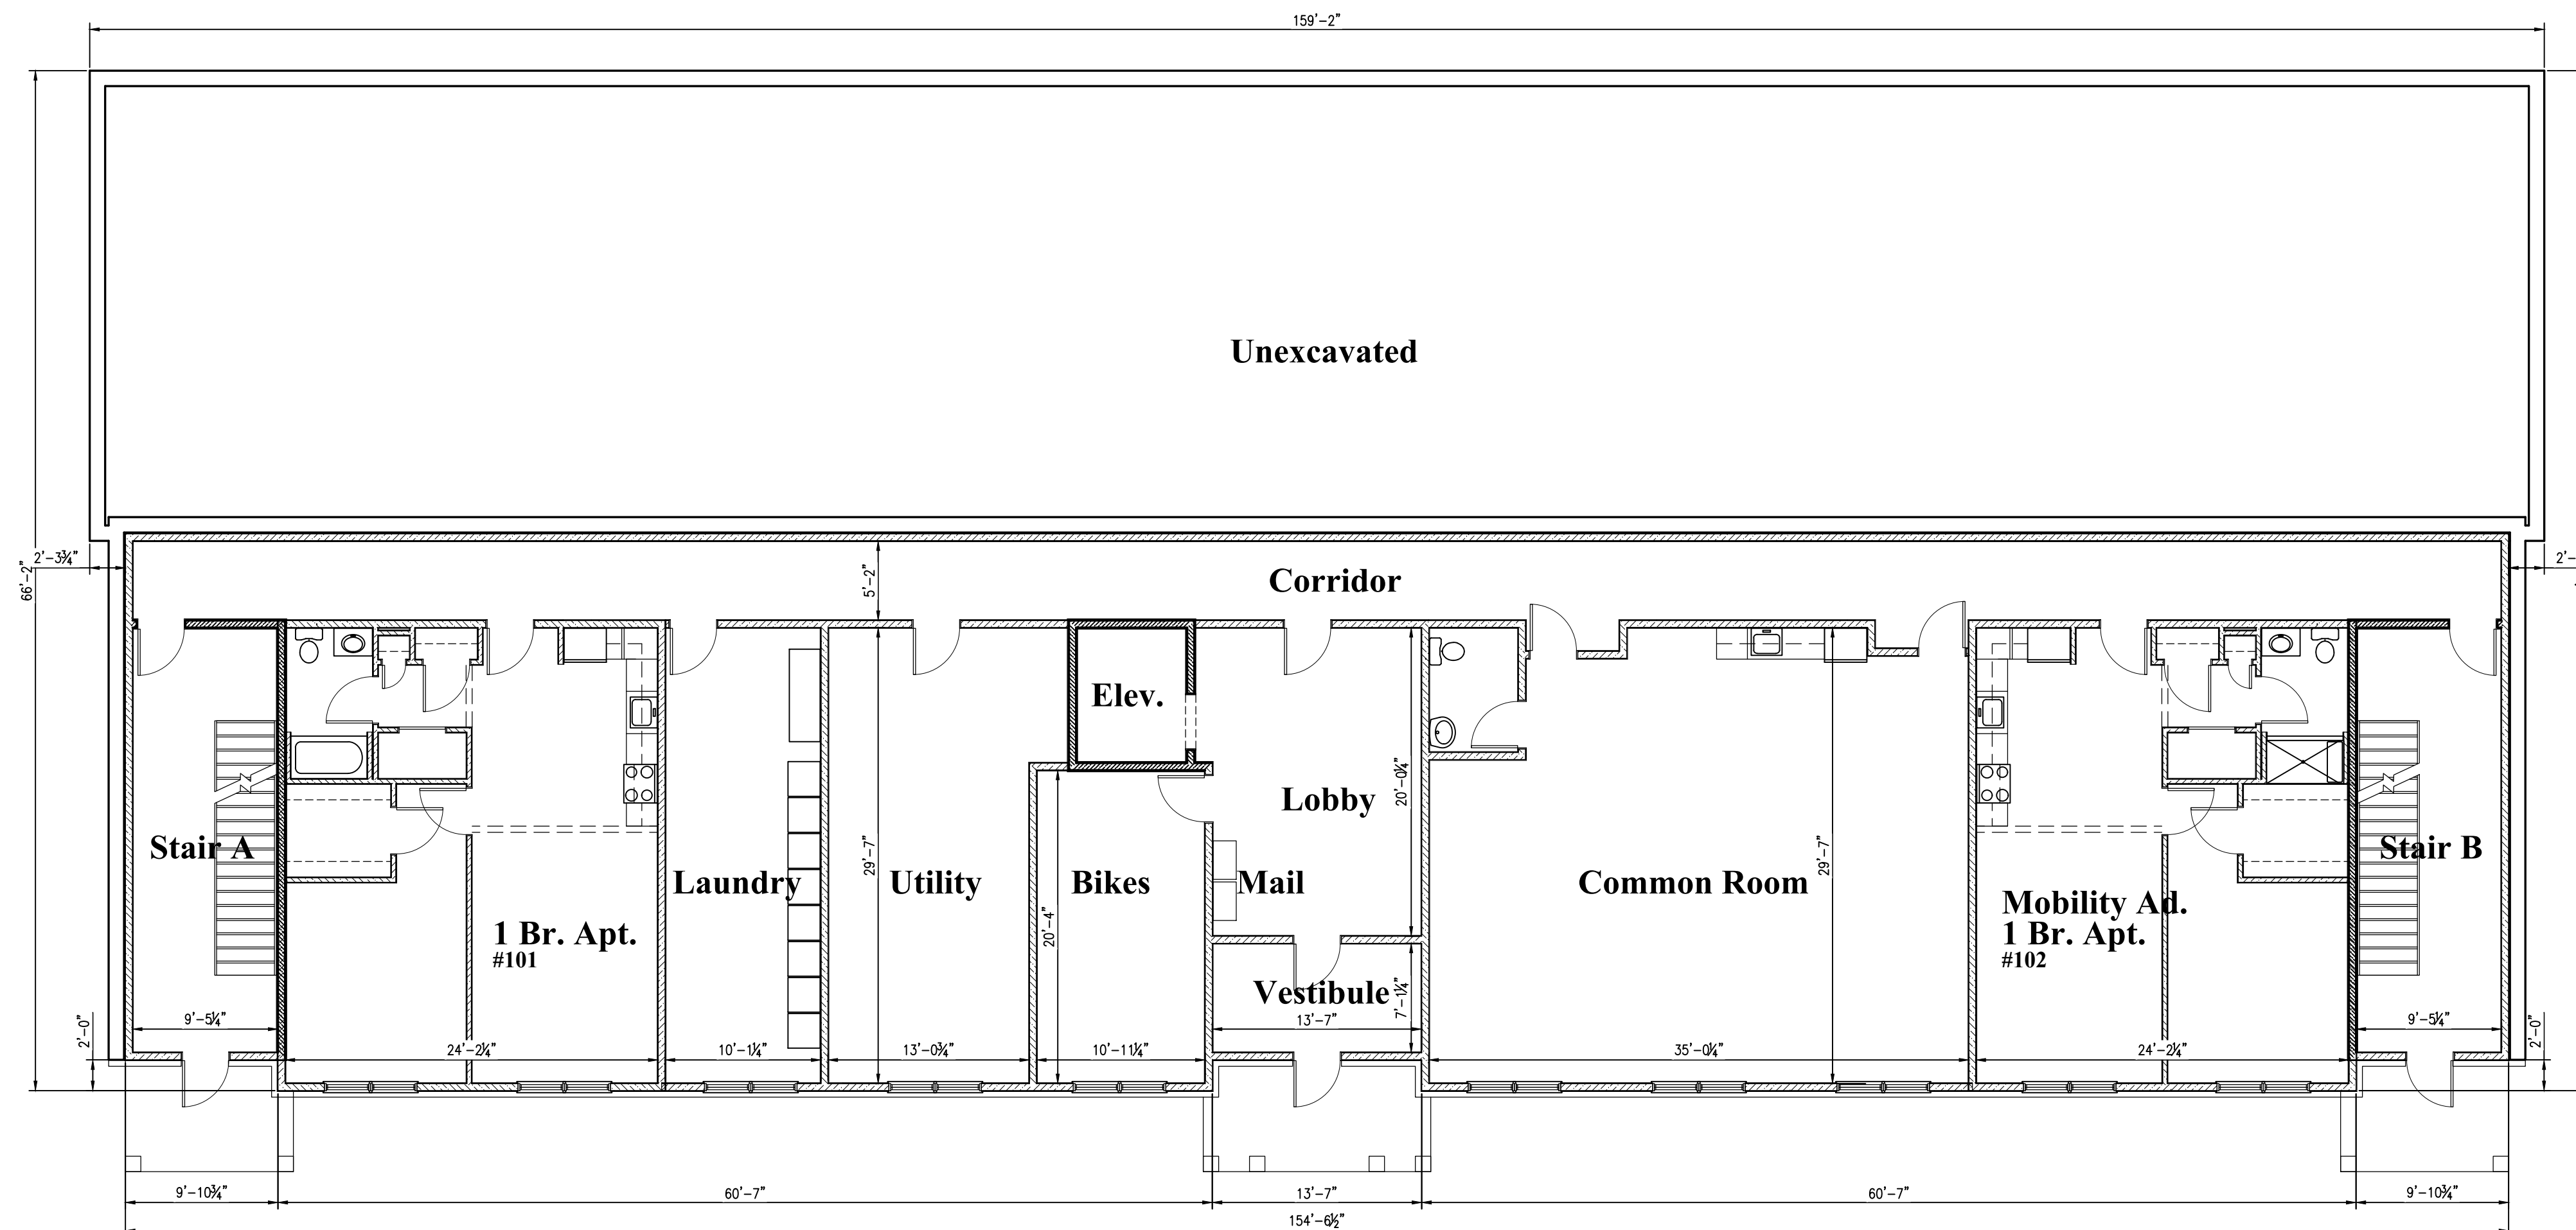 159'-2"
Unexcavated
2'-3¾"
66'-2"
5'-2"
Corridor
2'-
Elev.
Lobby
20'-0¼"
Stair A
29'-7"
Laundry
Utility
Bikes
Mail
Common Room
29'-7"
Stair B
20'-4"
Mobility Ad.
1 Br. Apt.
#101
1 Br. Apt.
#102
Vestibule
7'-1¼"
13'-7"
9'-5¼"
9'-5¼"
2'-0"
2'-0"
24'-2¼"
10'-1¼"
13'-0¾"
10'-11¼"
35'-0¼"
24'-2¼"
9'-10¾"
60'-7"
13'-7"
60'-7"
9'-10¾"
154'-6½"